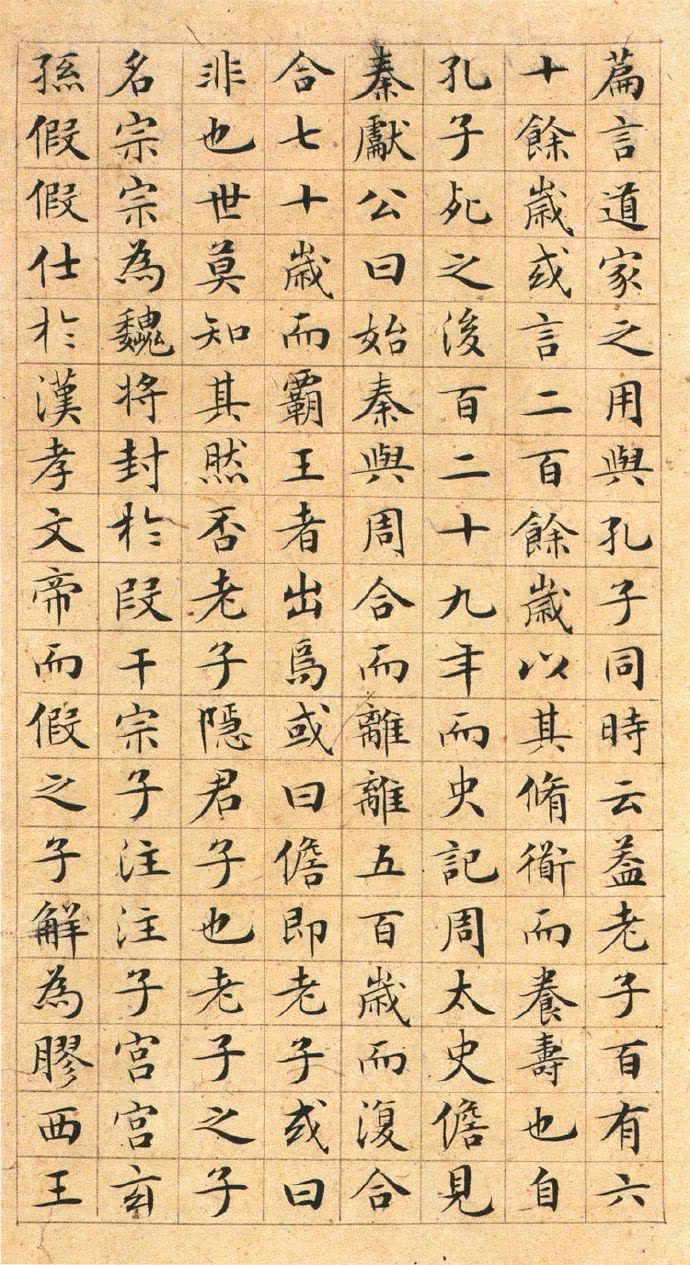 篇言道家之用與孔子同時云葢老子百有六
十餘歲或言二百餘歲以其脩衜而養壽也自
孔子死之後百二十九年而史記周太史儋見
秦獻公曰始秦與周合而離離五百歲而復合
合七十歲而霸王者出焉或曰儋即老子或曰
非也世莫知其然否老子隱君子也老子之子
名宗宗為魏將封於段干宗子注注子宮宮玄
孫假假仕於漢孝文帝而假之子解為膠西王